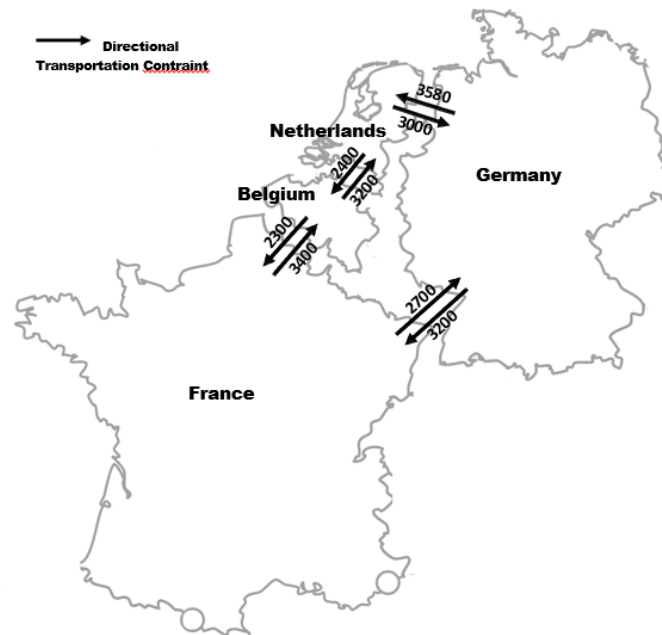 Directional
Transportation Contraint
3580
3000
Netherlands
2400
3200
Germany
Belgium
2300
3400
2700
3200
France